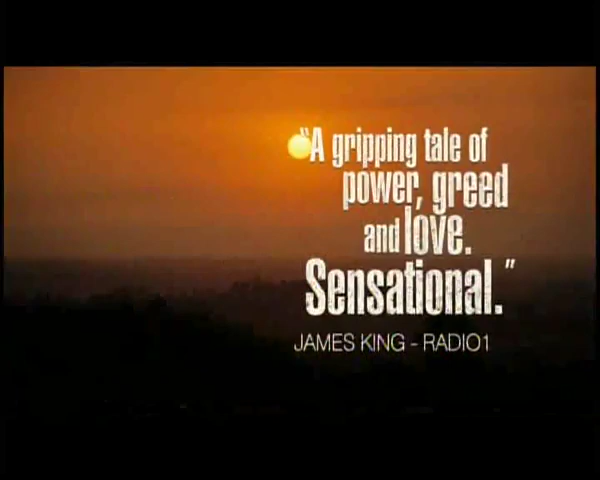 "A gripping tale of
power, greed
and love.
Sensational."
JAMES KING - RADIO1